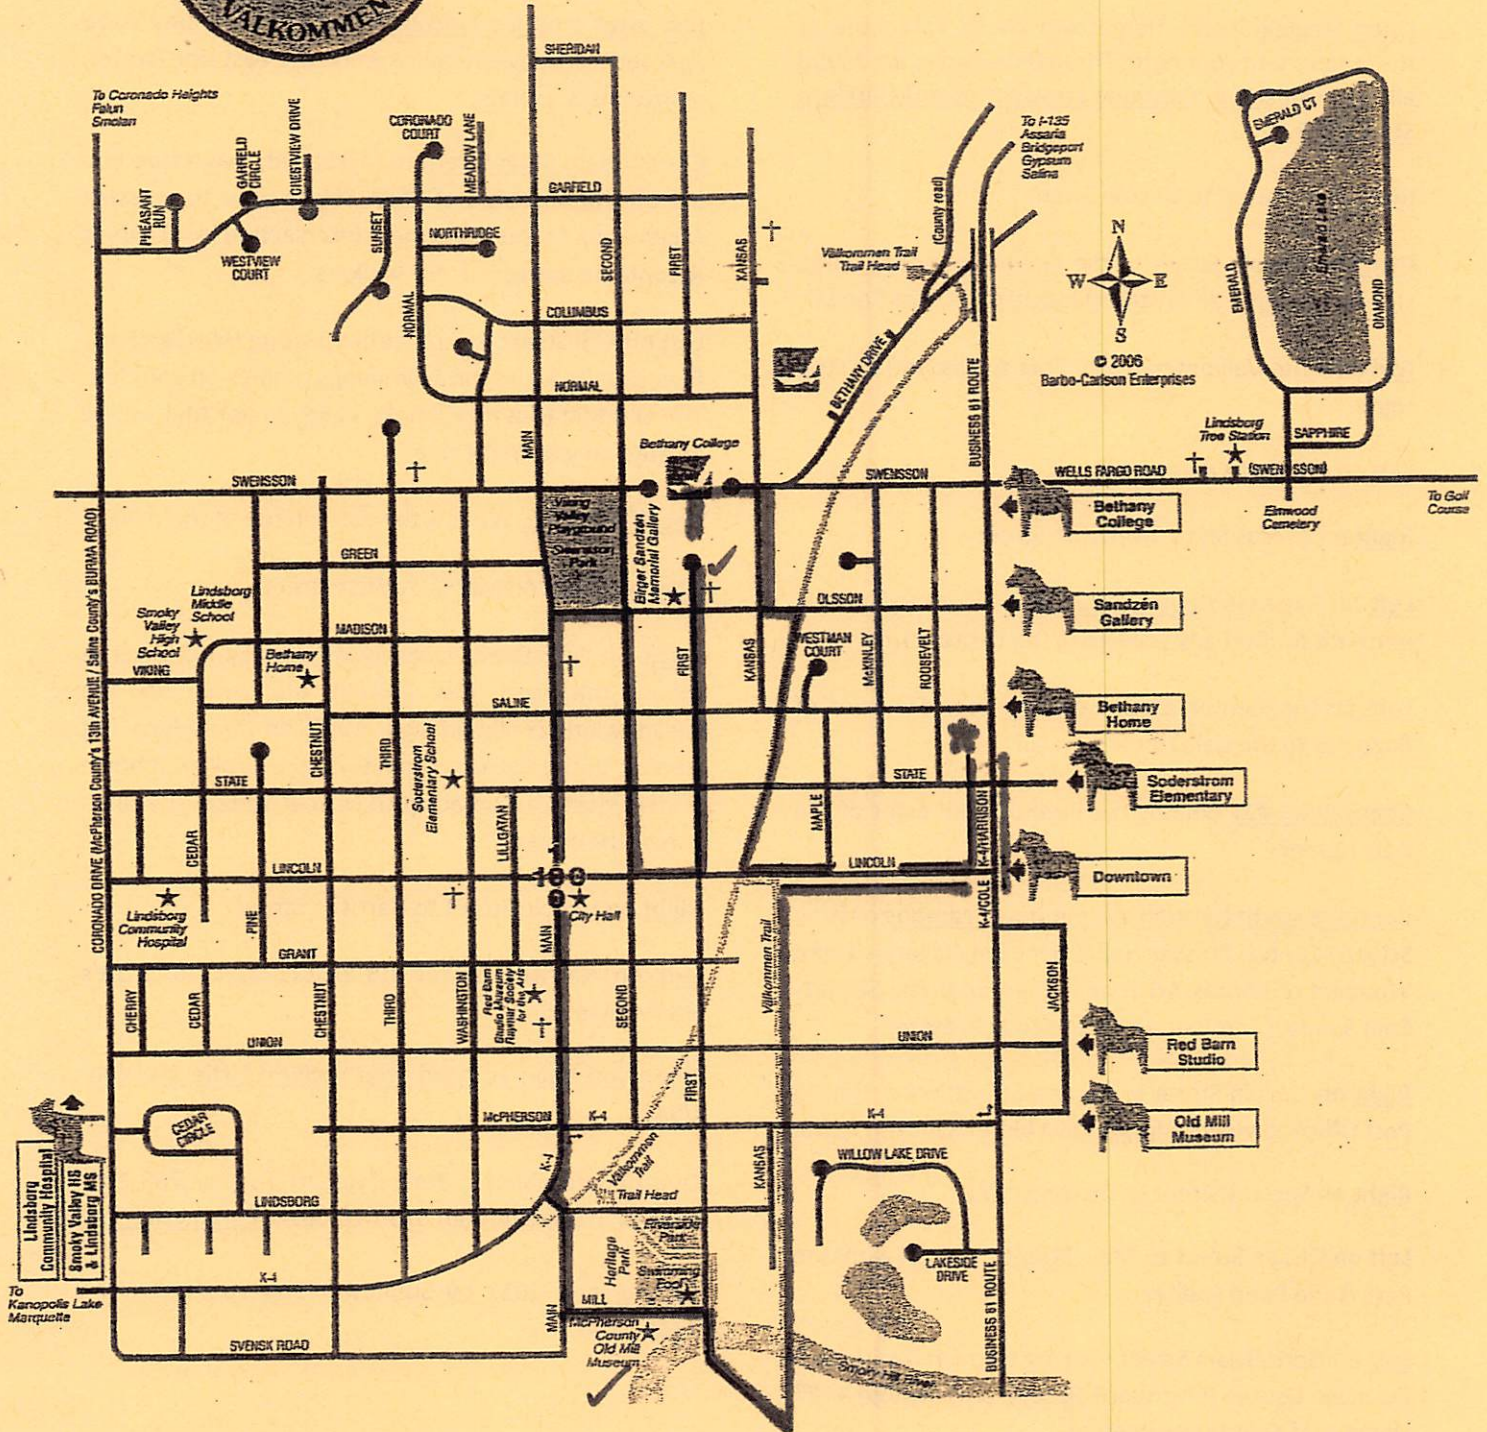 VÄLKOMMEN
SHERIDAN
To Coronado Heights
Falun
Smolan
GARFIELD
CIRCLE
CHESTVIEW DRIVE
CORONADO
COURT
MEADOW LANE
To I-135
Assaria
Bridgeport
Gypsum
Salina
EMERALD CT
PHEASANT
RUN
GARFIELD
SUNSET
NORTHRIDGE
WESTVIEW
COURT
SECOND
FIRST
KANSAS
(County road)
Välkommen Trail
Trail Head
N
W
E
S
© 2006
Barbo-Carlson Enterprises
EMERALD
Emerald Lake
DIAMOND
NORMAL
COLUMBUS
NORMAL
BETHANY DRIVE
BUSINESS 81 ROUTE
MAIN
Bethany College
Lindsborg
Tree Station
SAPPHIRE
SWENSSON
SWENSSON
WELLS FARGO ROAD
(SWENSSON)
To Golf
Course
Elmwood
Cemetery
Bethany
College
Viking
Valley
Playground
Swensson
Park
Birger Sandzén
Memorial Gallery
GREEN
CORONADO DRIVE (McPherson County's 13th AVENUE / Saline County's BURMA ROAD)
Lindsborg
Middle
School
Smoky
Valley
High
School
OLSSON
Sandzén
Gallery
MADISON
Bethany
Home
VIKING
FIRST
KANSAS
WESTMAN
COURT
McKINLEY
ROOSEVELT
SALINE
Bethany
Home
CHESTNUT
THIRD
Soderstrom
Elementary School
STATE
STATE
Soderstrom
Elementary
CEDAR
LILLGATAN
MAPLE
K-4/HARRISON
LINCOLN
LINCOLN
100
0
City Hall
Downtown
Lindsborg
Community
Hospital
PINE
MAIN
K-4/COLE
GRANT
Välkommen Trail
CHERRY
CEDAR
CHESTNUT
THIRD
WASHINGTON
Red Barn
Studio Museum
Raymer Society
for the Arts
SECOND
JACKSON
UNION
UNION
Red Barn
Studio
FIRST
CEDAR
CIRCLE
McPHERSON
K-4
K-4
Old Mill
Museum
Lindsborg
Community Hospital
Smoky Valley HS
& Lindsborg MS
K-4
Välkommen
Trail
KANSAS
WILLOW LAKE DRIVE
LINDSBORG
Trail Head
Riverside
Park
Heritage
Park
Swimming
Pool
LAKESIDE
DRIVE
K-4
To
Kanopolis Lake
Marquette
MILL
MAIN
McPherson
County
Old Mill
Museum
SVENSK ROAD
BUSINESS 81 ROUTE
Smoky Hill River